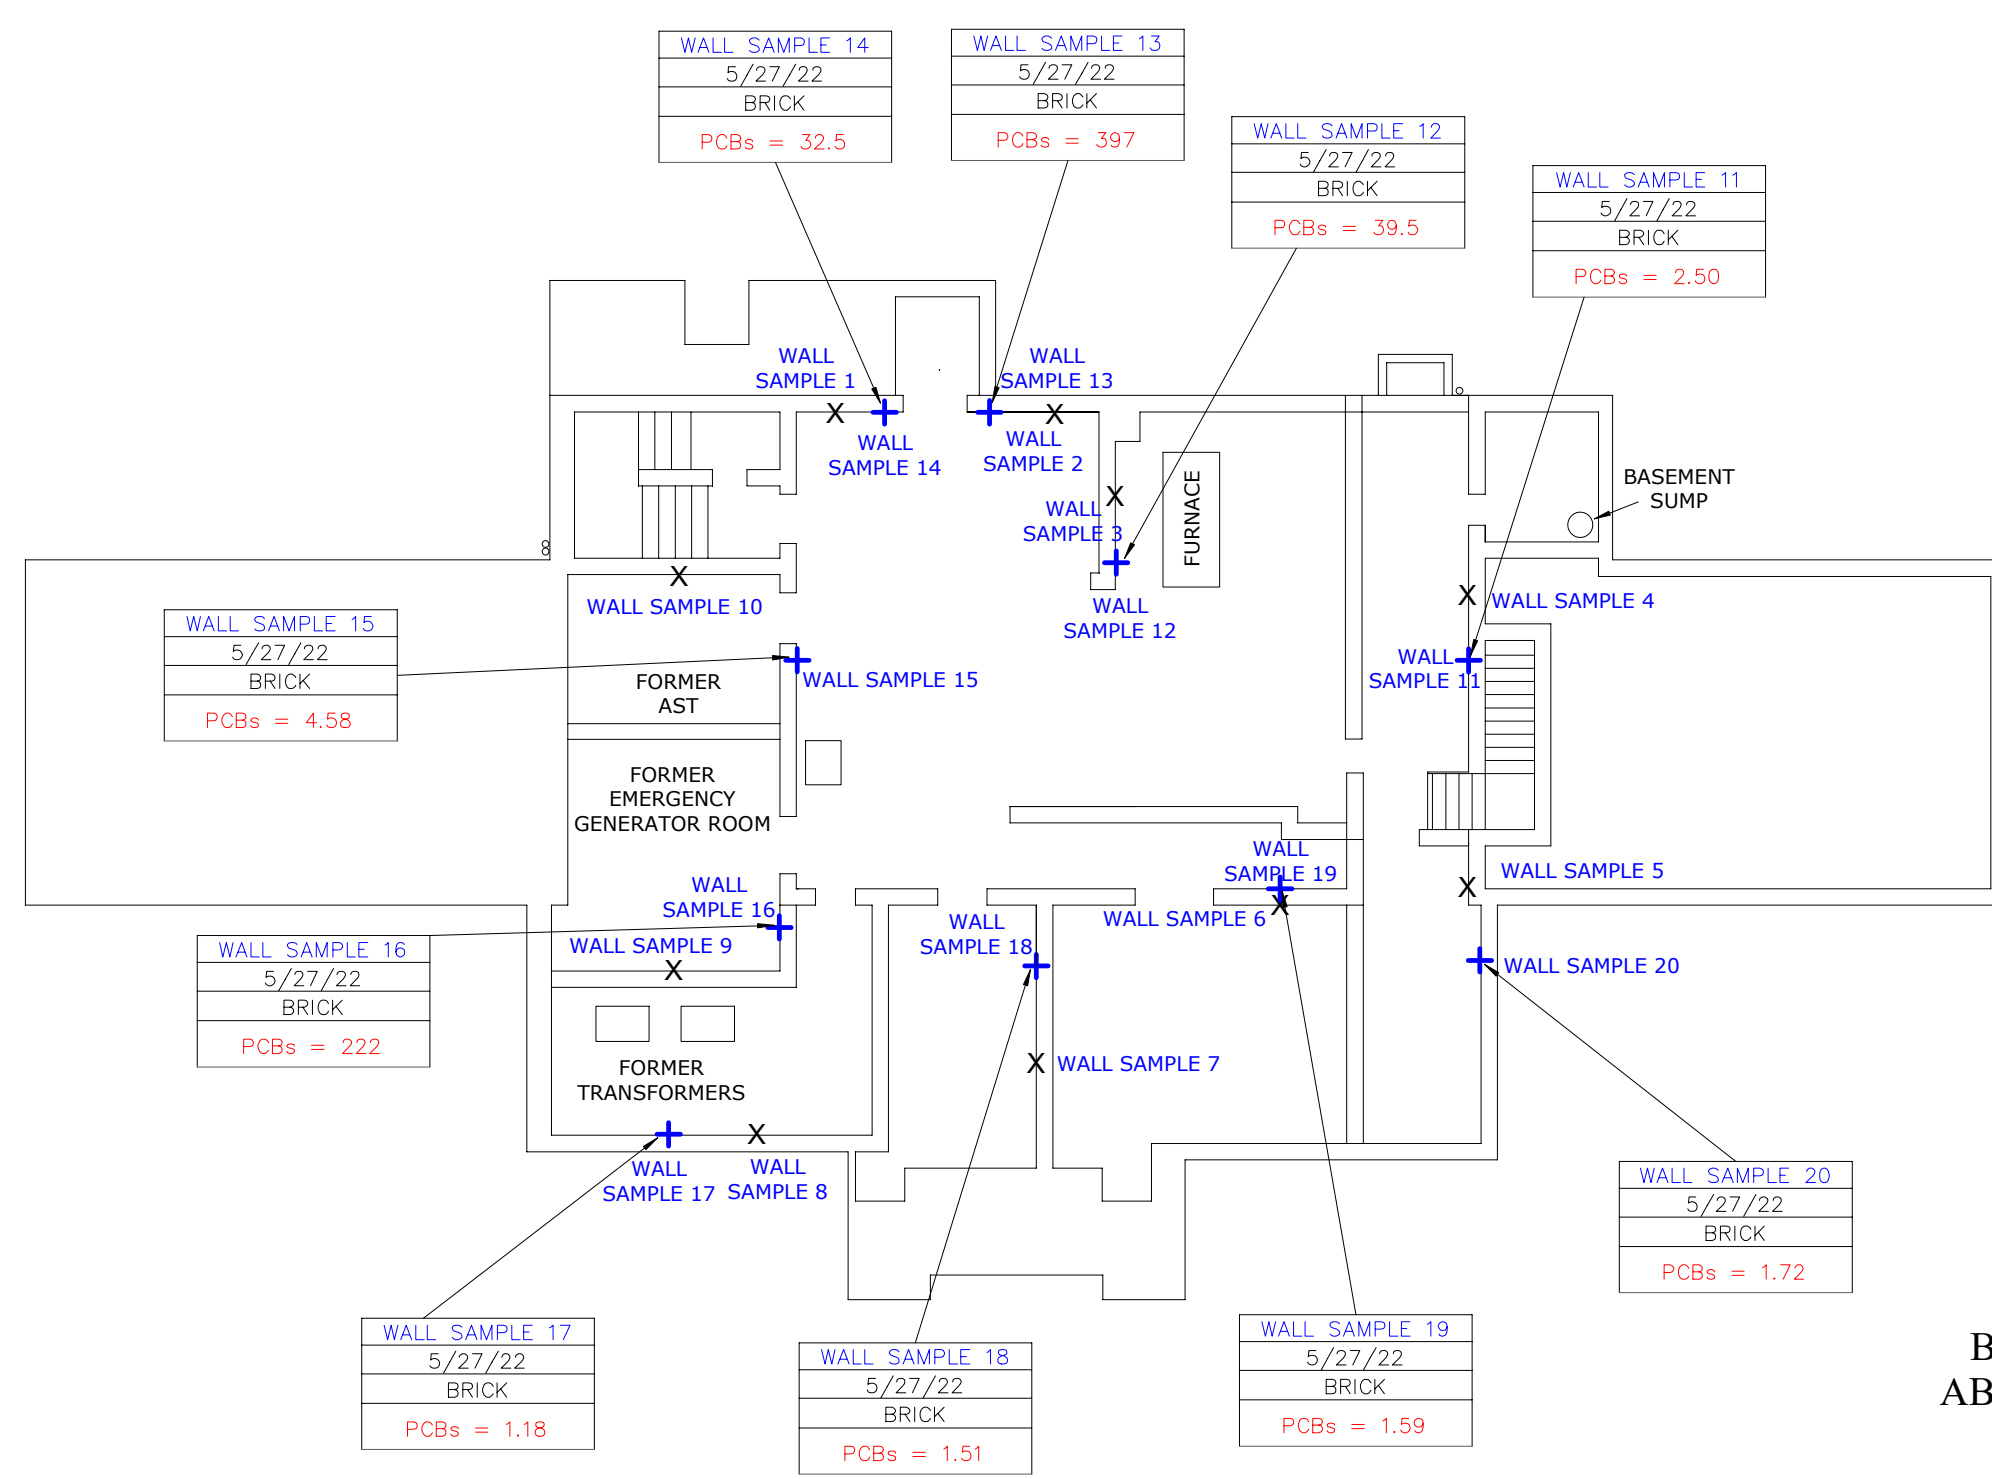 WALL SAMPLE 14
5/27/22
BRICK
PCBs = 32.5
WALL SAMPLE 13
5/27/22
BRICK
PCBs = 397
WALL SAMPLE 12
5/27/22
BRICK
PCBs = 39.5
WALL SAMPLE 11
5/27/22
BRICK
PCBs = 2.50
WALL
SAMPLE 1
WALL
SAMPLE 13
X
X
WALL
SAMPLE 14
WALL
SAMPLE 2
X
WALL
SAMPLE 3
FURNACE
BASEMENT
SUMP
X
WALL SAMPLE 10
WALL
SAMPLE 12
X
WALL SAMPLE 4
WALL SAMPLE 15
5/27/22
BRICK
PCBs = 4.58
FORMER
AST
WALL SAMPLE 15
WALL
SAMPLE 11
FORMER
EMERGENCY
GENERATOR ROOM
WALL
SAMPLE 19
X
WALL SAMPLE 5
WALL
SAMPLE 16
WALL SAMPLE 9
X
WALL
SAMPLE 18
WALL SAMPLE 6
X
WALL SAMPLE 20
WALL SAMPLE 16
5/27/22
BRICK
PCBs = 222
FORMER
TRANSFORMERS
X
WALL SAMPLE 7
X
WALL
SAMPLE 17
WALL
SAMPLE 8
WALL SAMPLE 20
5/27/22
BRICK
PCBs = 1.72
WALL SAMPLE 17
5/27/22
BRICK
PCBs = 1.18
WALL SAMPLE 18
5/27/22
BRICK
PCBs = 1.51
WALL SAMPLE 19
5/27/22
BRICK
PCBs = 1.59
B
AB